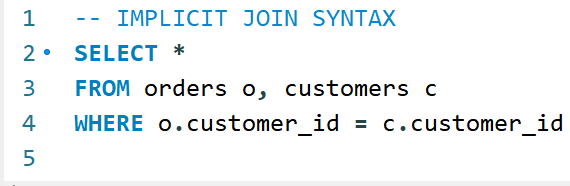 1 -- IMPLICIT JOIN SYNTAX
2 SELECT *
3 FROM orders o, customers c
4 WHERE o.customer_id = c.customer_id
5